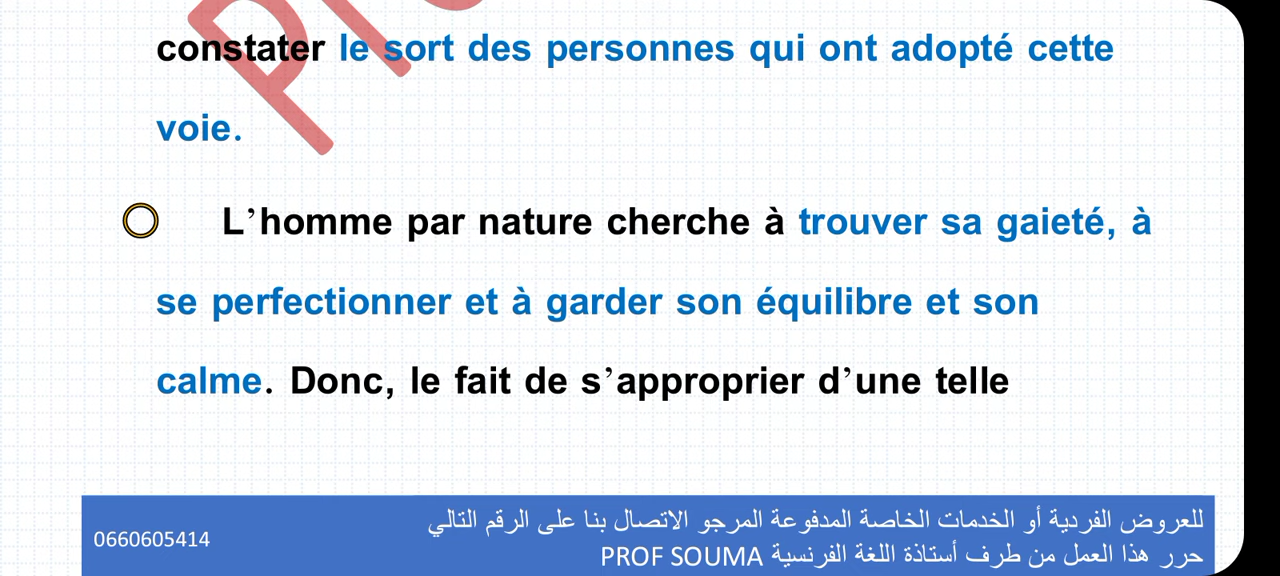 constater le sort des personnes qui ont adopté cette
voie.
L’homme par nature cherche à trouver sa gaieté, à
se perfectionner et à garder son équilibre et son
calme. Donc, le fait de s’approprier d’une telle
للعروض الفردية أو الخدمات الخاصة المدفوعة المرجو الاتصال بنا على الرقم التالي
0660605414
حرر هذا العمل من طرف أستاذة اللغة الفرنسية PROF SOUMA